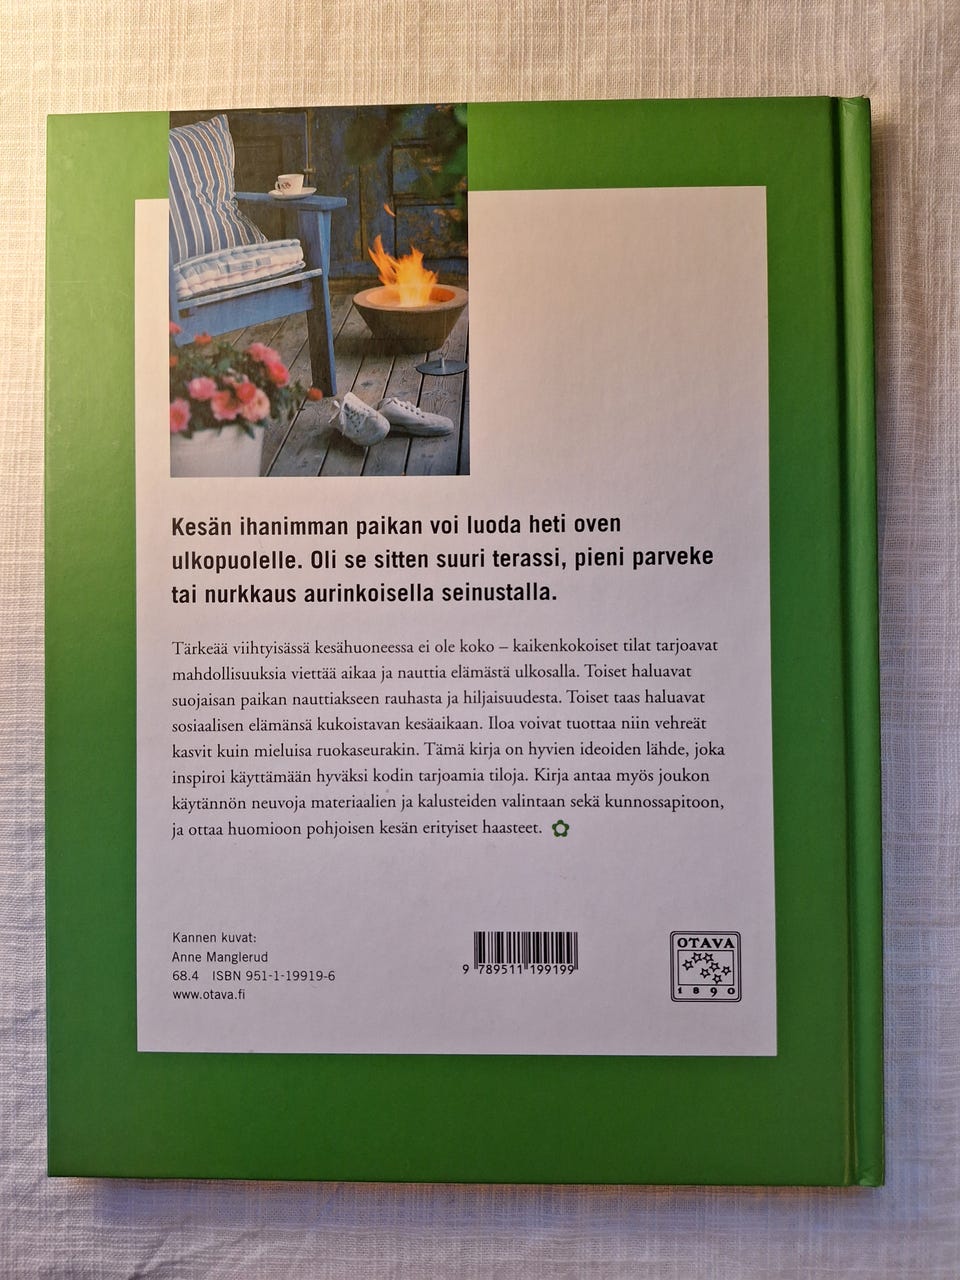 Kesän ihanimman paikan voi luoda heti oven
ulkopuolelle. Oli se sitten suuri terassi, pieni parveke
tai nurkkaus aurinkoisella seinustalla.
Tärkeää viihtyisässä kesähuoneessa ei ole koko – kaikenkokoiset tilat tarjoavat
mahdollisuuksia viettää aikaa ja nauttia elämästä ulkosalla. Toiset haluavat
suojaisan paikan nauttiakseen rauhasta ja hiljaisuudesta. Toiset taas haluavat
sosiaalisen elämänsä kukoistavan kesäaikaan. Iloa voivat tuottaa niin vehreät
kasvit kuin mieluisa ruokaseurakin. Tämä kirja on hyvien ideoiden lähde, joka
inspiroi käyttämään hyväksi kodin tarjoamia tiloja. Kirja antaa myös joukon
käytännön neuvoja materiaalien ja kalusteiden valintaan sekä kunnossapitoon,
ja ottaa huomioon pohjoisen kesän erityiset haasteet.
Kannen kuvat:
Anne Manglerud
68.4 ISBN 951-1-19919-6
www.otava.fi
9 789511 199199
OTAVA
1890